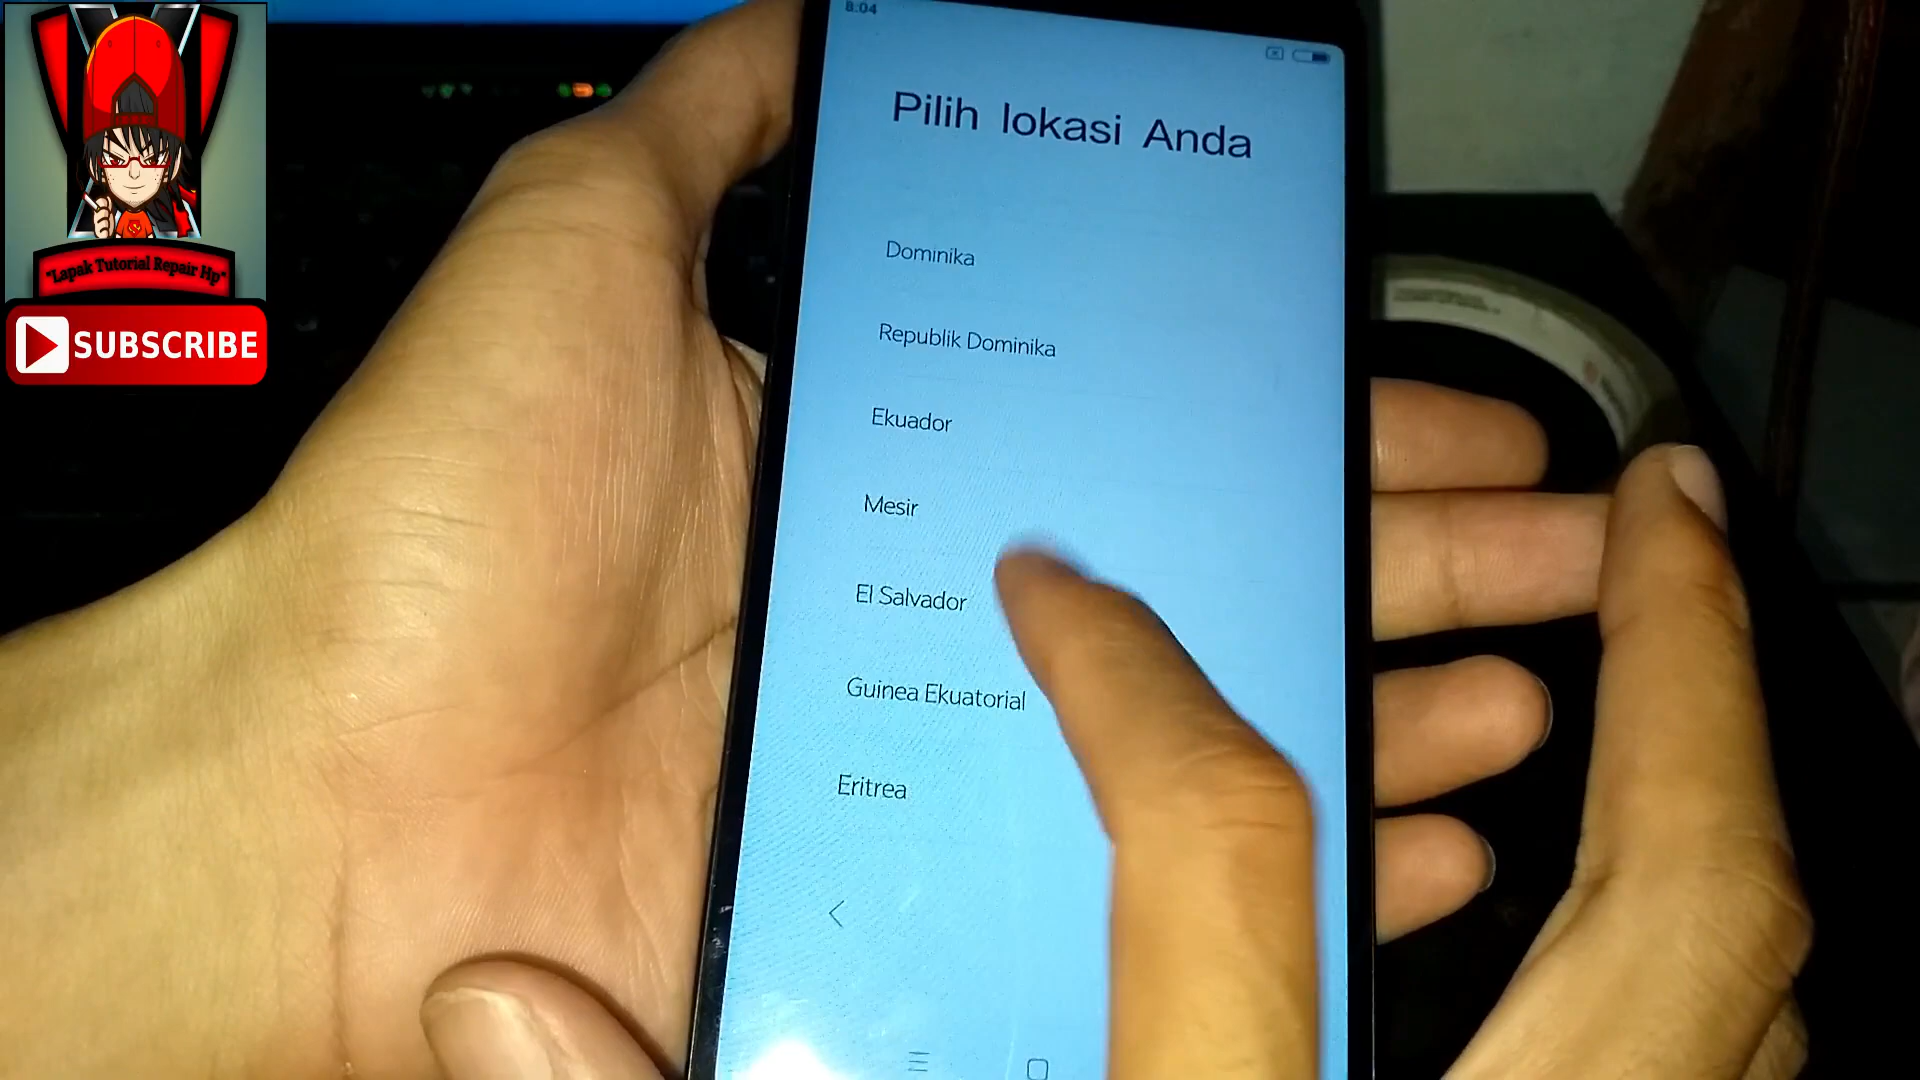 8:04
Pilih lokasi Anda
Dominika
Republik Dominika
Ekuador
Mesir
El Salvador
Guinea Ekuatorial
Eritrea
"Lapak Tutorial Repair Hp"
SUBSCRIBE